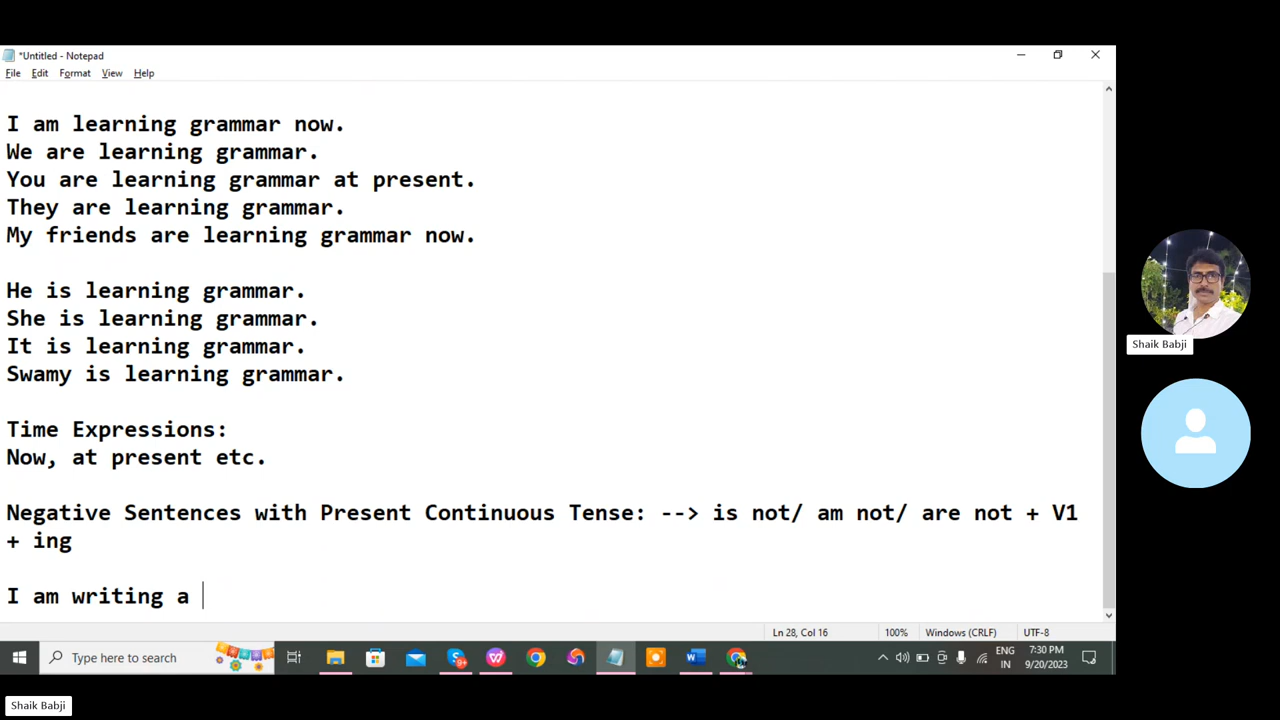 *Untitled - Notepad
File Edit Format View Help
I am learning grammar now.
We are learning grammar.
You are learning grammar at present.
They are learning grammar.
My friends are learning grammar now.
He is learning grammar.
She is learning grammar.
It is learning grammar.
Swamy is learning grammar.
Time Expressions:
Now, at present etc.
Negative Sentences with Present Continuous Tense: --> is not/ am not/ are not + V1
+ ing
I am writing a
Shaik Babji
Ln 28, Col 16 100% Windows (CRLF) UTF-8
Type here to search
ENG
IN
7:30 PM
9/20/2023
Shaik Babji